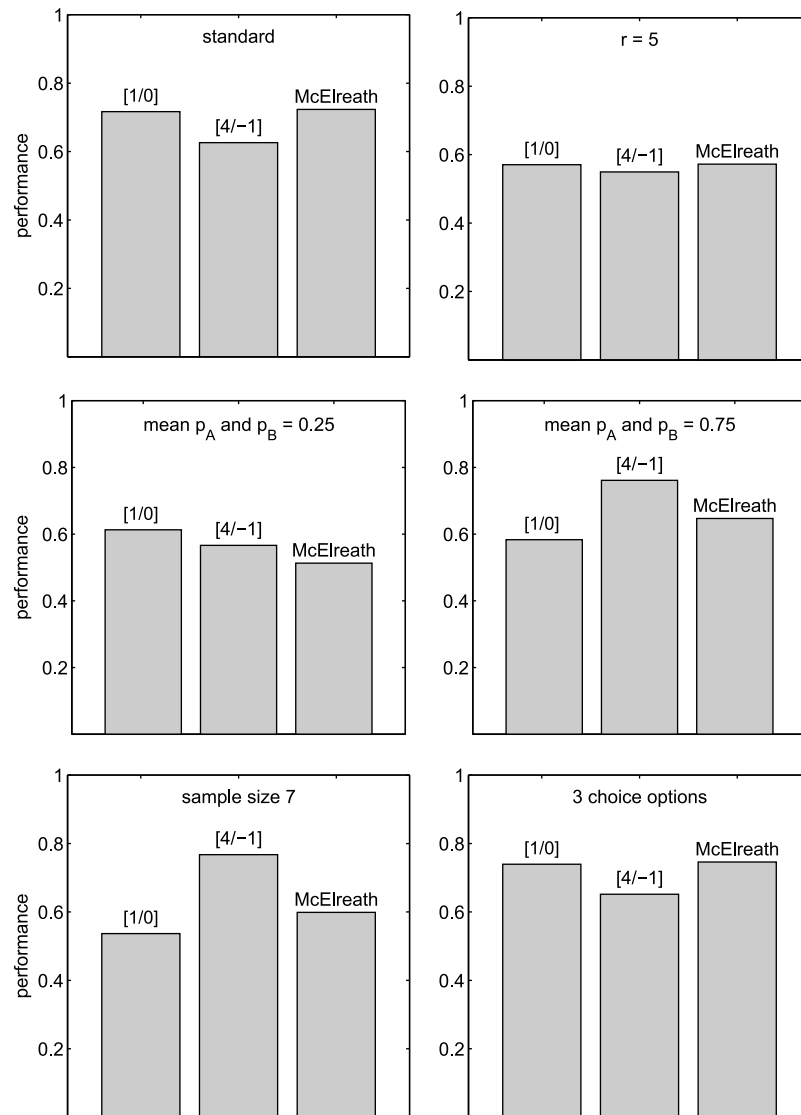 1
0.8
0.6
0.4
0.2
performance
standard
[1/0]
[4/−1]
McElreath
1
0.8
0.6
0.4
0.2
r = 5
[1/0]
[4/−1]
McElreath
1
0.8
0.6
0.4
0.2
performance
mean p_A and p_B = 0.25
[1/0]
[4/−1]
McElreath
1
0.8
0.6
0.4
0.2
mean p_A and p_B = 0.75
[1/0]
[4/−1]
McElreath
1
0.8
0.6
0.4
0.2
performance
sample size 7
[1/0]
[4/−1]
McElreath
1
0.8
0.6
0.4
0.2
3 choice options
[1/0]
[4/−1]
McElreath